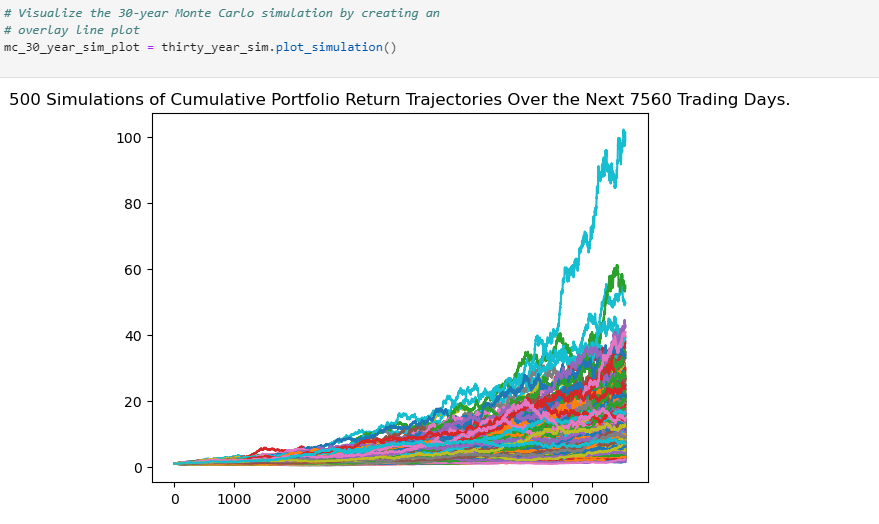 # Visualize the 30-year Monte Carlo simulation by creating an
# overlay line plot
mc_30_year_sim_plot = thirty_year_sim.plot_simulation()
500 Simulations of Cumulative Portfolio Return Trajectories Over the Next 7560 Trading Days.
100
80
60
40
20
0
0 1000 2000 3000 4000 5000 6000 7000